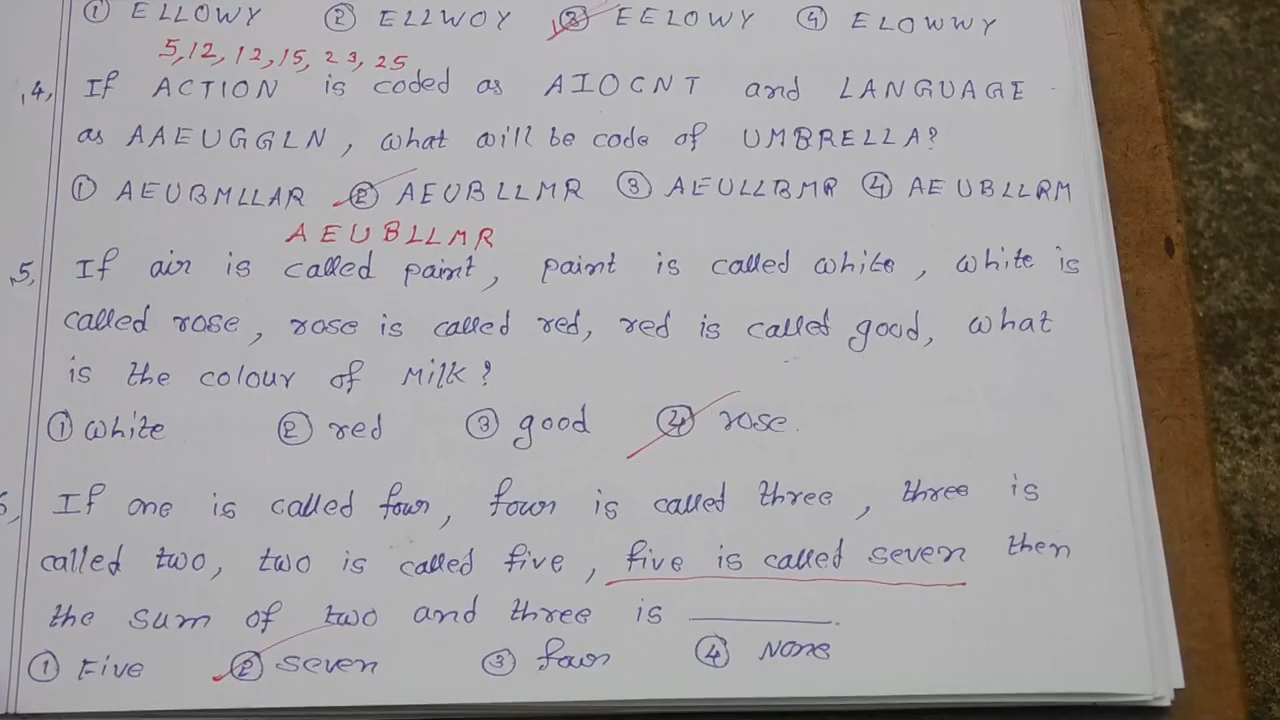 ① ELLOWY ② ELLWOY ③ EELOWY ④ ELOWWY
5,12, 12,15, 23, 25
14, If ACTION is coded as AIOCNT and LANGUAGE
as AAEUGGLN, what will be code of UMBRELLA?
① AEUBMLLAR ② AEUBLLMR ③ AEULLBMR ④ AEUBLLRM
AEUBLLMR
5, If air is called paint, paint is called white, white is
called rose, rose is called red, red is called good, what
is the colour of Milk?
① white ② red ③ good ④ rose.
If one is called four, four is called three, three is
called two, two is called five, five is called seven then
the sum of two and three is ______.
① Five ② seven ③ four ④ None